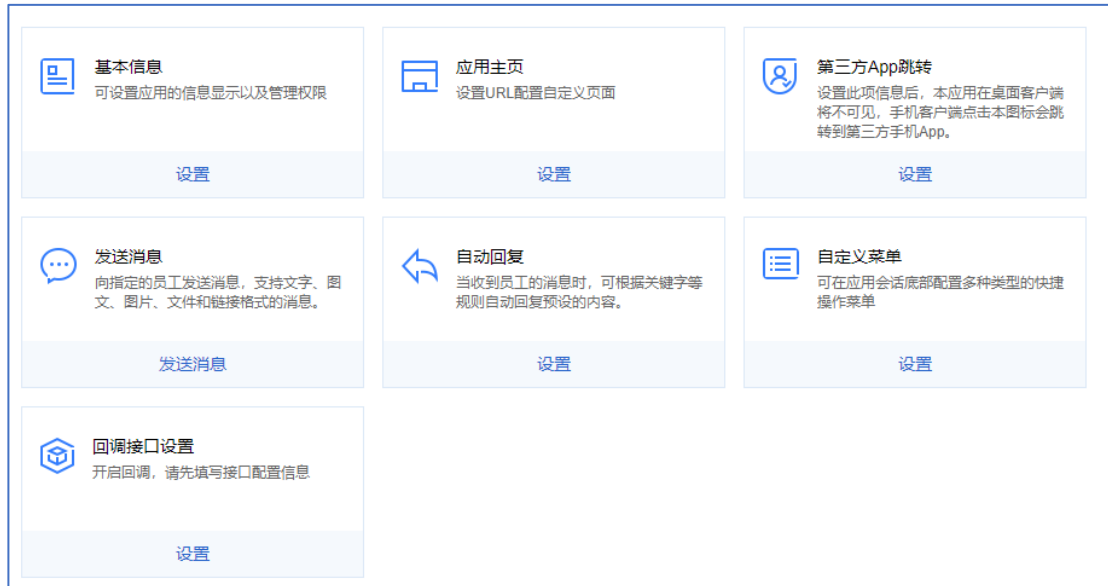 基本信息
可设置应用的信息显示以及管理权限
设置
应用主页
设置URL配置自定义页面
设置
第三方App跳转
设置此项信息后，本应用在桌面客户端
将不可见，手机客户端点击本图标会跳
转到第三方手机App。
设置
发送消息
向指定的员工发送消息，支持文字、图
文、图片、文件和链接格式的消息。
发送消息
自动回复
当收到员工的消息时，可根据关键字等
规则自动回复预设的内容。
设置
自定义菜单
可在应用会话底部配置多种类型的快捷
操作菜单
设置
回调接口设置
开启回调，请先填写接口配置信息
设置